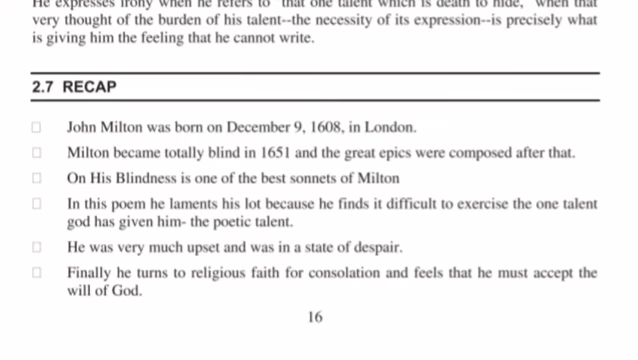 He expresses irony when he refers to "that one talent which is death to hide," when that
very thought of the burden of his talent--the necessity of its expression--is precisely what
is giving him the feeling that he cannot write.
2.7 RECAP
John Milton was born on December 9, 1608, in London.
Milton became totally blind in 1651 and the great epics were composed after that.
On His Blindness is one of the best sonnets of Milton
In this poem he laments his lot because he finds it difficult to exercise the one talent
god has given him- the poetic talent.
He was very much upset and was in a state of despair.
Finally he turns to religious faith for consolation and feels that he must accept the
will of God.
16